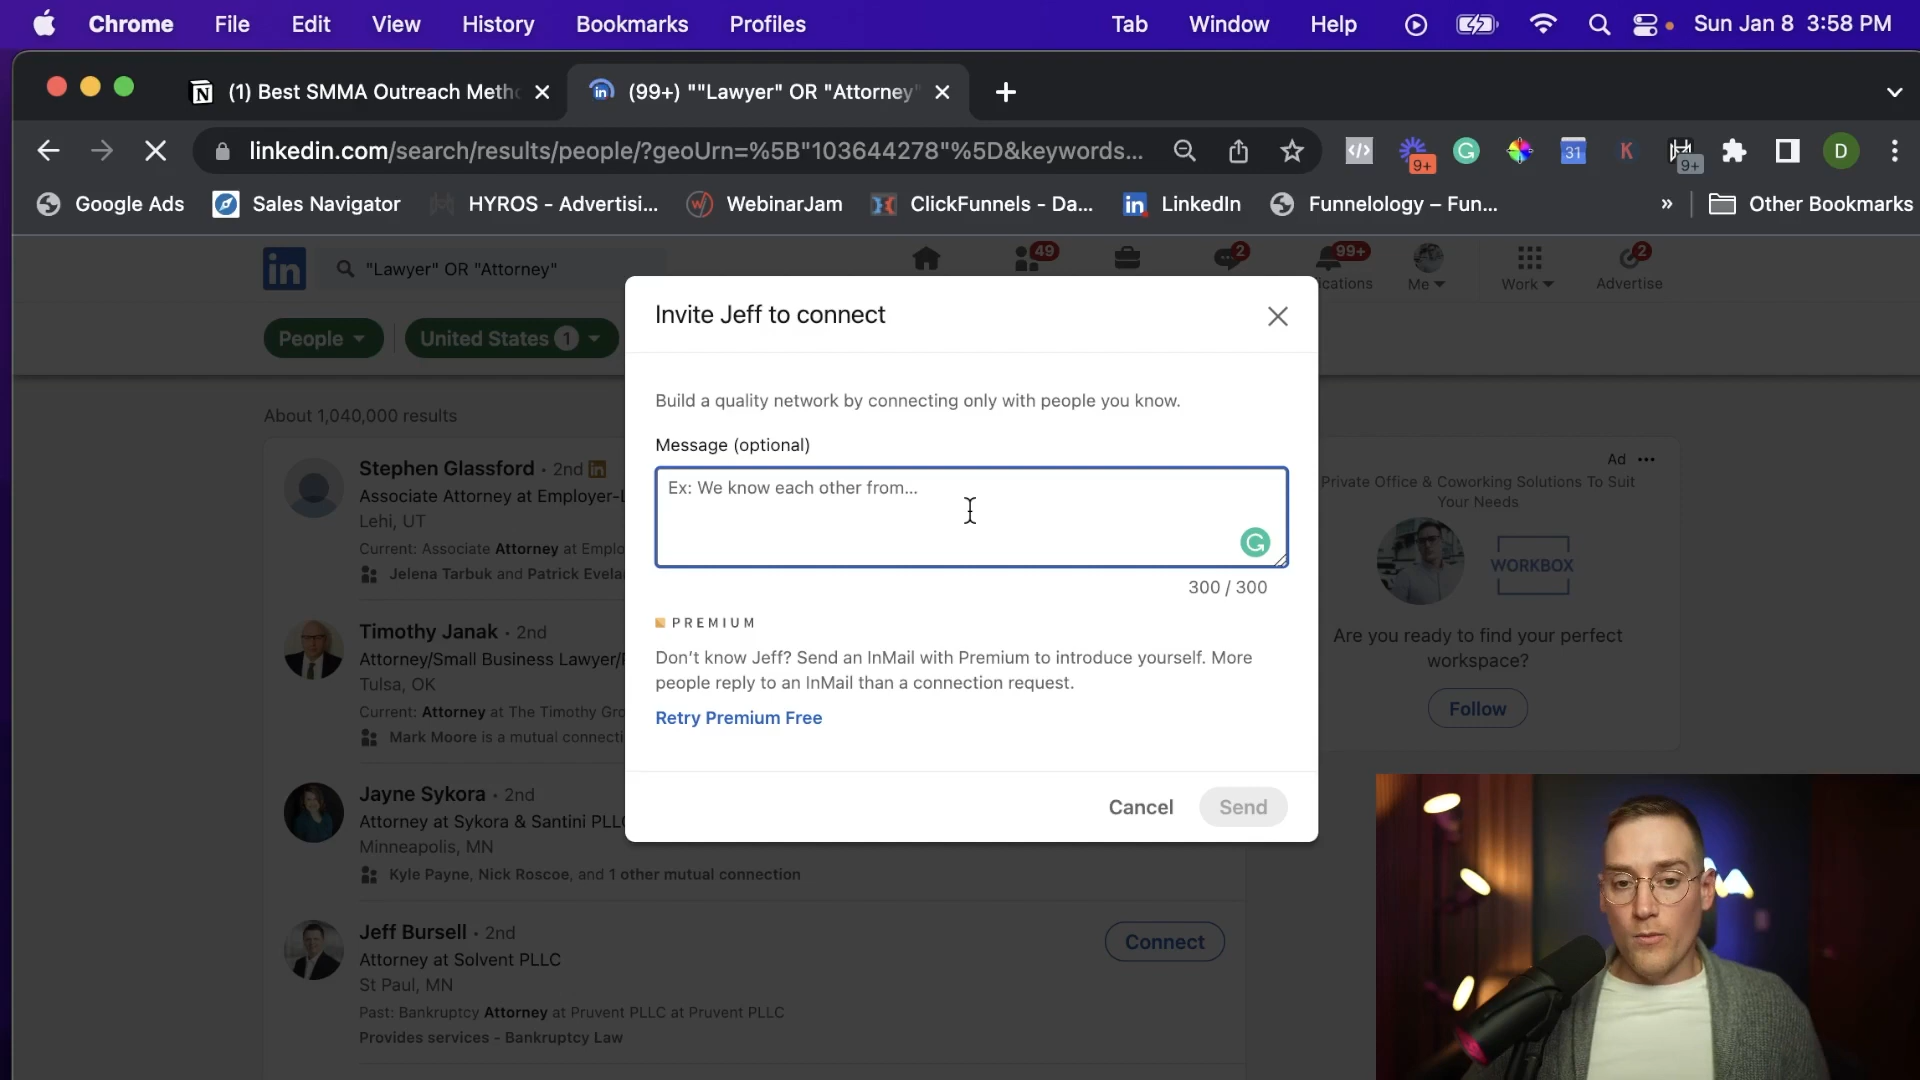 Chrome File Edit View History Bookmarks Profiles Tab Window Help Sun Jan 8 3:58 PM
(1) Best SMMA Outreach Meth
(99+) ""Lawyer" OR "Attorney"
linkedin.com/search/results/people/?geoUrn=%5B"103644278"%5D&keywords...
9+
31
K
9+
D
Google Ads Sales Navigator HYROS - Advertisi... WebinarJam ClickFunnels - Da... LinkedIn Funnelology – Fun... » Other Bookmarks
in
"Lawyer" OR "Attorney"
49
2
99+
2
ications
Me
Work
Advertise
People
United States 1
About 1,040,000 results
Stephen Glassford · 2nd
Associate Attorney at Employer-
Lehi, UT
Current: Associate Attorney at Emplo
Jelena Tarbuk and Patrick Evela
Timothy Janak · 2nd
Attorney/Small Business Lawyer/
Tulsa, OK
Current: Attorney at The Timothy Gro
Mark Moore is a mutual connecti
Jayne Sykora · 2nd
Attorney at Sykora & Santini PLL
Minneapolis, MN
Kyle Payne, Nick Roscoe, and 1 other mutual connection
Jeff Bursell · 2nd
Attorney at Solvent PLLC
St Paul, MN
Past: Bankruptcy Attorney at Pruvent PLLC at Pruvent PLLC
Provides services - Bankruptcy Law
Connect
Invite Jeff to connect
Build a quality network by connecting only with people you know.
Message (optional)
Ex: We know each other from...
300 / 300
PREMIUM
Don't know Jeff? Send an InMail with Premium to introduce yourself. More
people reply to an InMail than a connection request.
Retry Premium Free
Cancel
Send
Ad
Private Office & Coworking Solutions To Suit
Your Needs
WORKBOX
Are you ready to find your perfect
workspace?
Follow